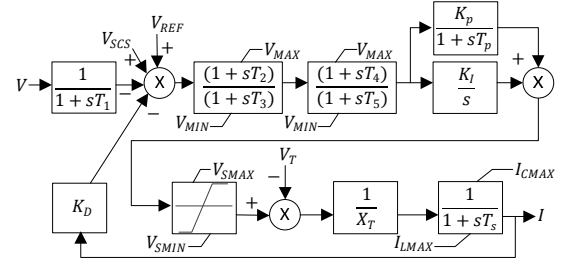 V_SCS
V_REF
+
+
V
1
1 + sT_1
−
X
−
V_MAX
(1 + sT_2)
(1 + sT_3)
V_MIN
V_MAX
(1 + sT_4)
(1 + sT_5)
V_MIN
K_p
1 + sT_p
K_I
s
+
+
X
K_D
V_SMAX
V_SMIN
+
V_T
−
X
1
X_T
I_CMAX
1
1 + sT_s
I_LMAX
I